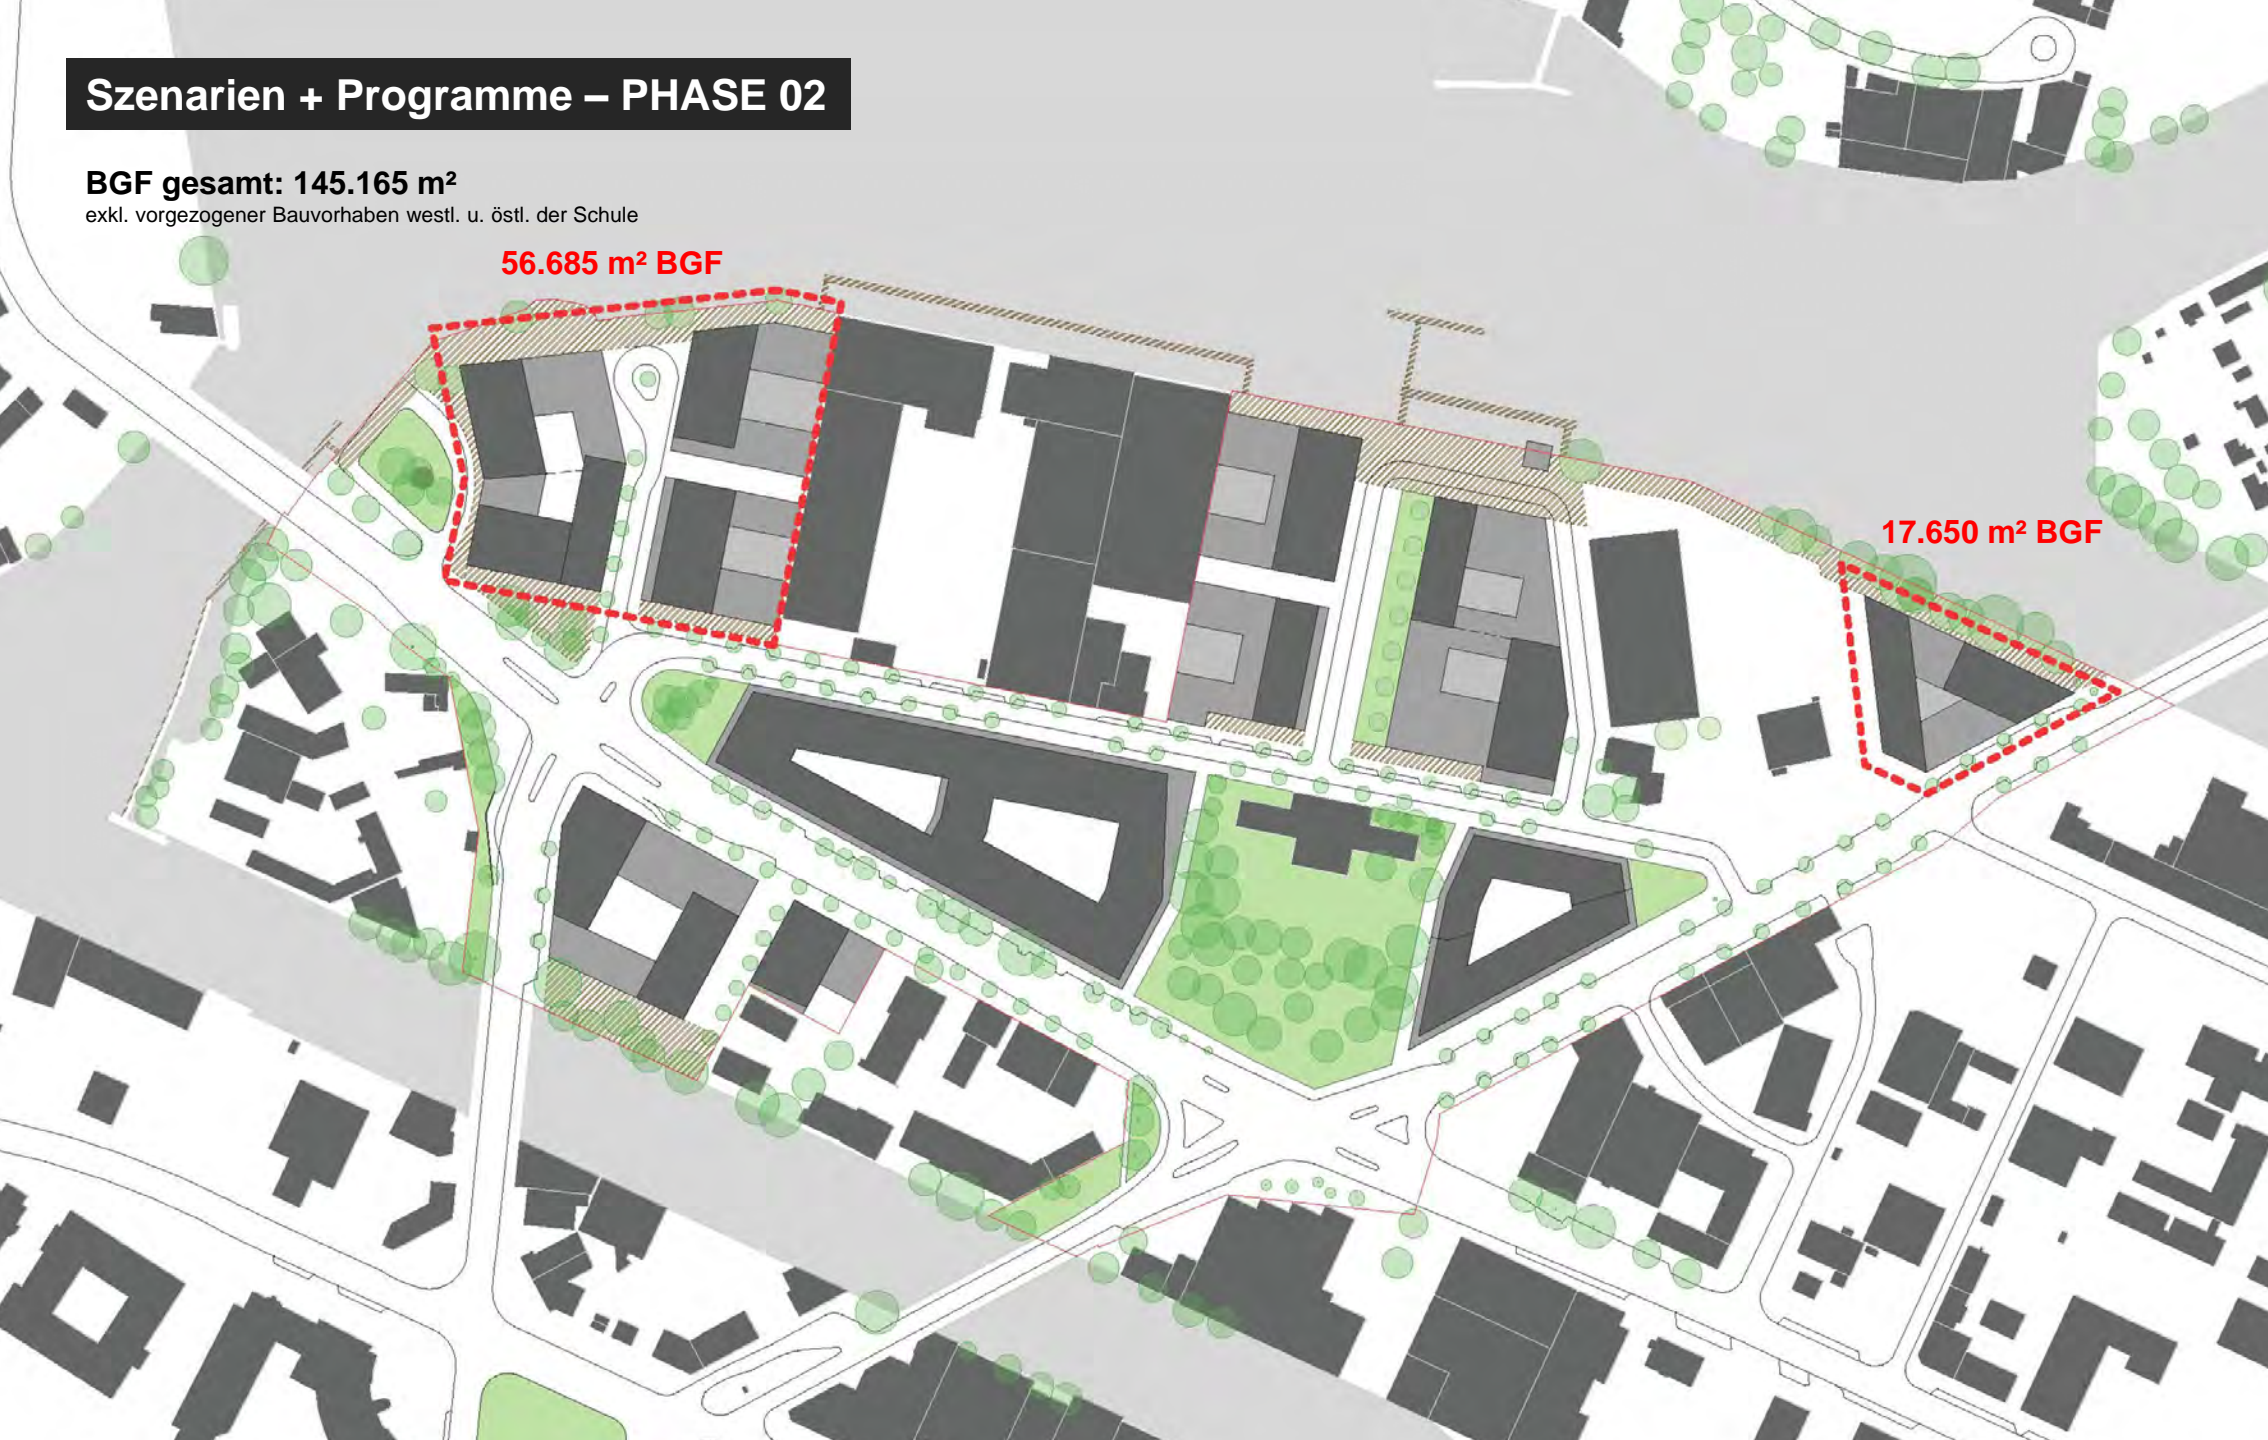 Szenarien + Programme – PHASE 02
BGF gesamt: 145.165 m²
exkl. vorgezogener Bauvorhaben westl. u. östl. der Schule
56.685 m² BGF
17.650 m² BGF